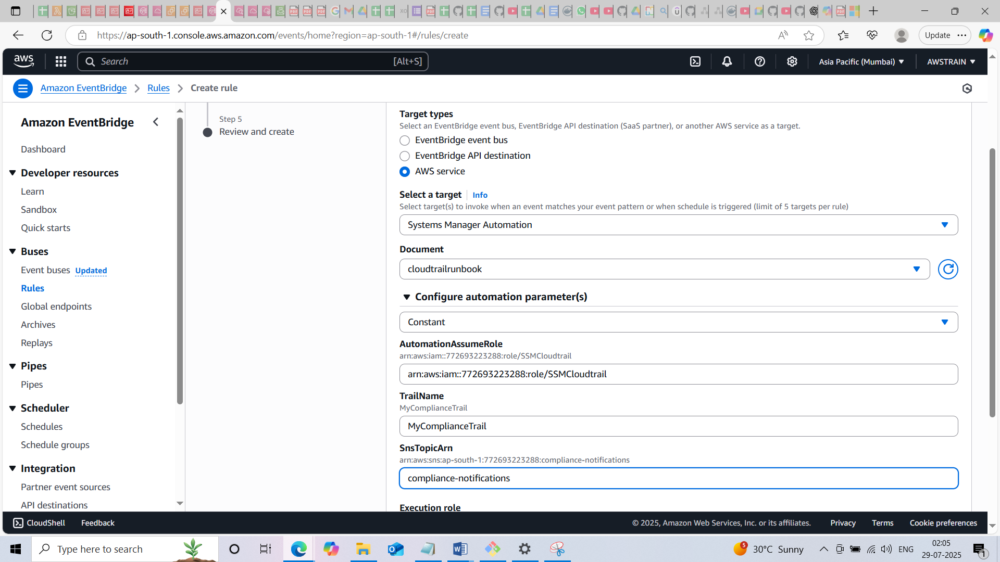 https://ap-south-1.console.aws.amazon.com/events/home?region=ap-south-1#/rules/create
Update
aws
Search
[Alt+S]
Asia Pacific (Mumbai)
AWSTRAIN
Amazon EventBridge
Rules
Create rule
Amazon EventBridge
Dashboard
Developer resources
Learn
Sandbox
Quick starts
Buses
Event buses Updated
Rules
Global endpoints
Archives
Replays
Pipes
Pipes
Scheduler
Schedules
Schedule groups
Integration
Partner event sources
API destinations
Step 5
Review and create
Target types
Select an EventBridge event bus, EventBridge API destination (SaaS partner), or another AWS service as a target.
EventBridge event bus
EventBridge API destination
AWS service
Select a target Info
Select target(s) to invoke when an event matches your event pattern or when schedule is triggered (limit of 5 targets per rule)
Systems Manager Automation
Document
cloudtrailrunbook
Configure automation parameter(s)
Constant
AutomationAssumeRole
arn:aws:iam::772693223288:role/SSMCloudtrail
arn:aws:iam::772693223288:role/SSMCloudtrail
TrailName
MyComplianceTrail
MyComplianceTrail
SnsTopicArn
arn:aws:sns:ap-south-1:772693223288:compliance-notifications
compliance-notifications
Execution role
CloudShell
Feedback
© 2025, Amazon Web Services, Inc. or its affiliates.
Privacy
Terms
Cookie preferences
Type here to search
5
30°C Sunny
ENG
02:05
29-07-2025
1